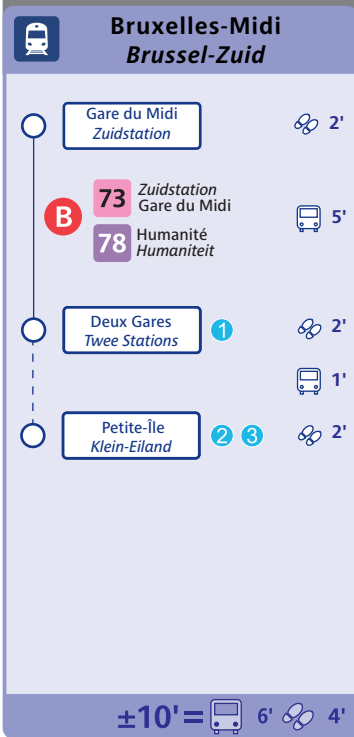 Bruxelles-Midi
Brussel-Zuid
Gare du Midi
Zuidstation
2'
B
73
Zuidstation
Gare du Midi
78
Humanité
Humaniteit
5'
Deux Gares
Twee Stations
1
2'
1'
Petite-Île
Klein-Eiland
2 3
2'
±10'= 6' 4'